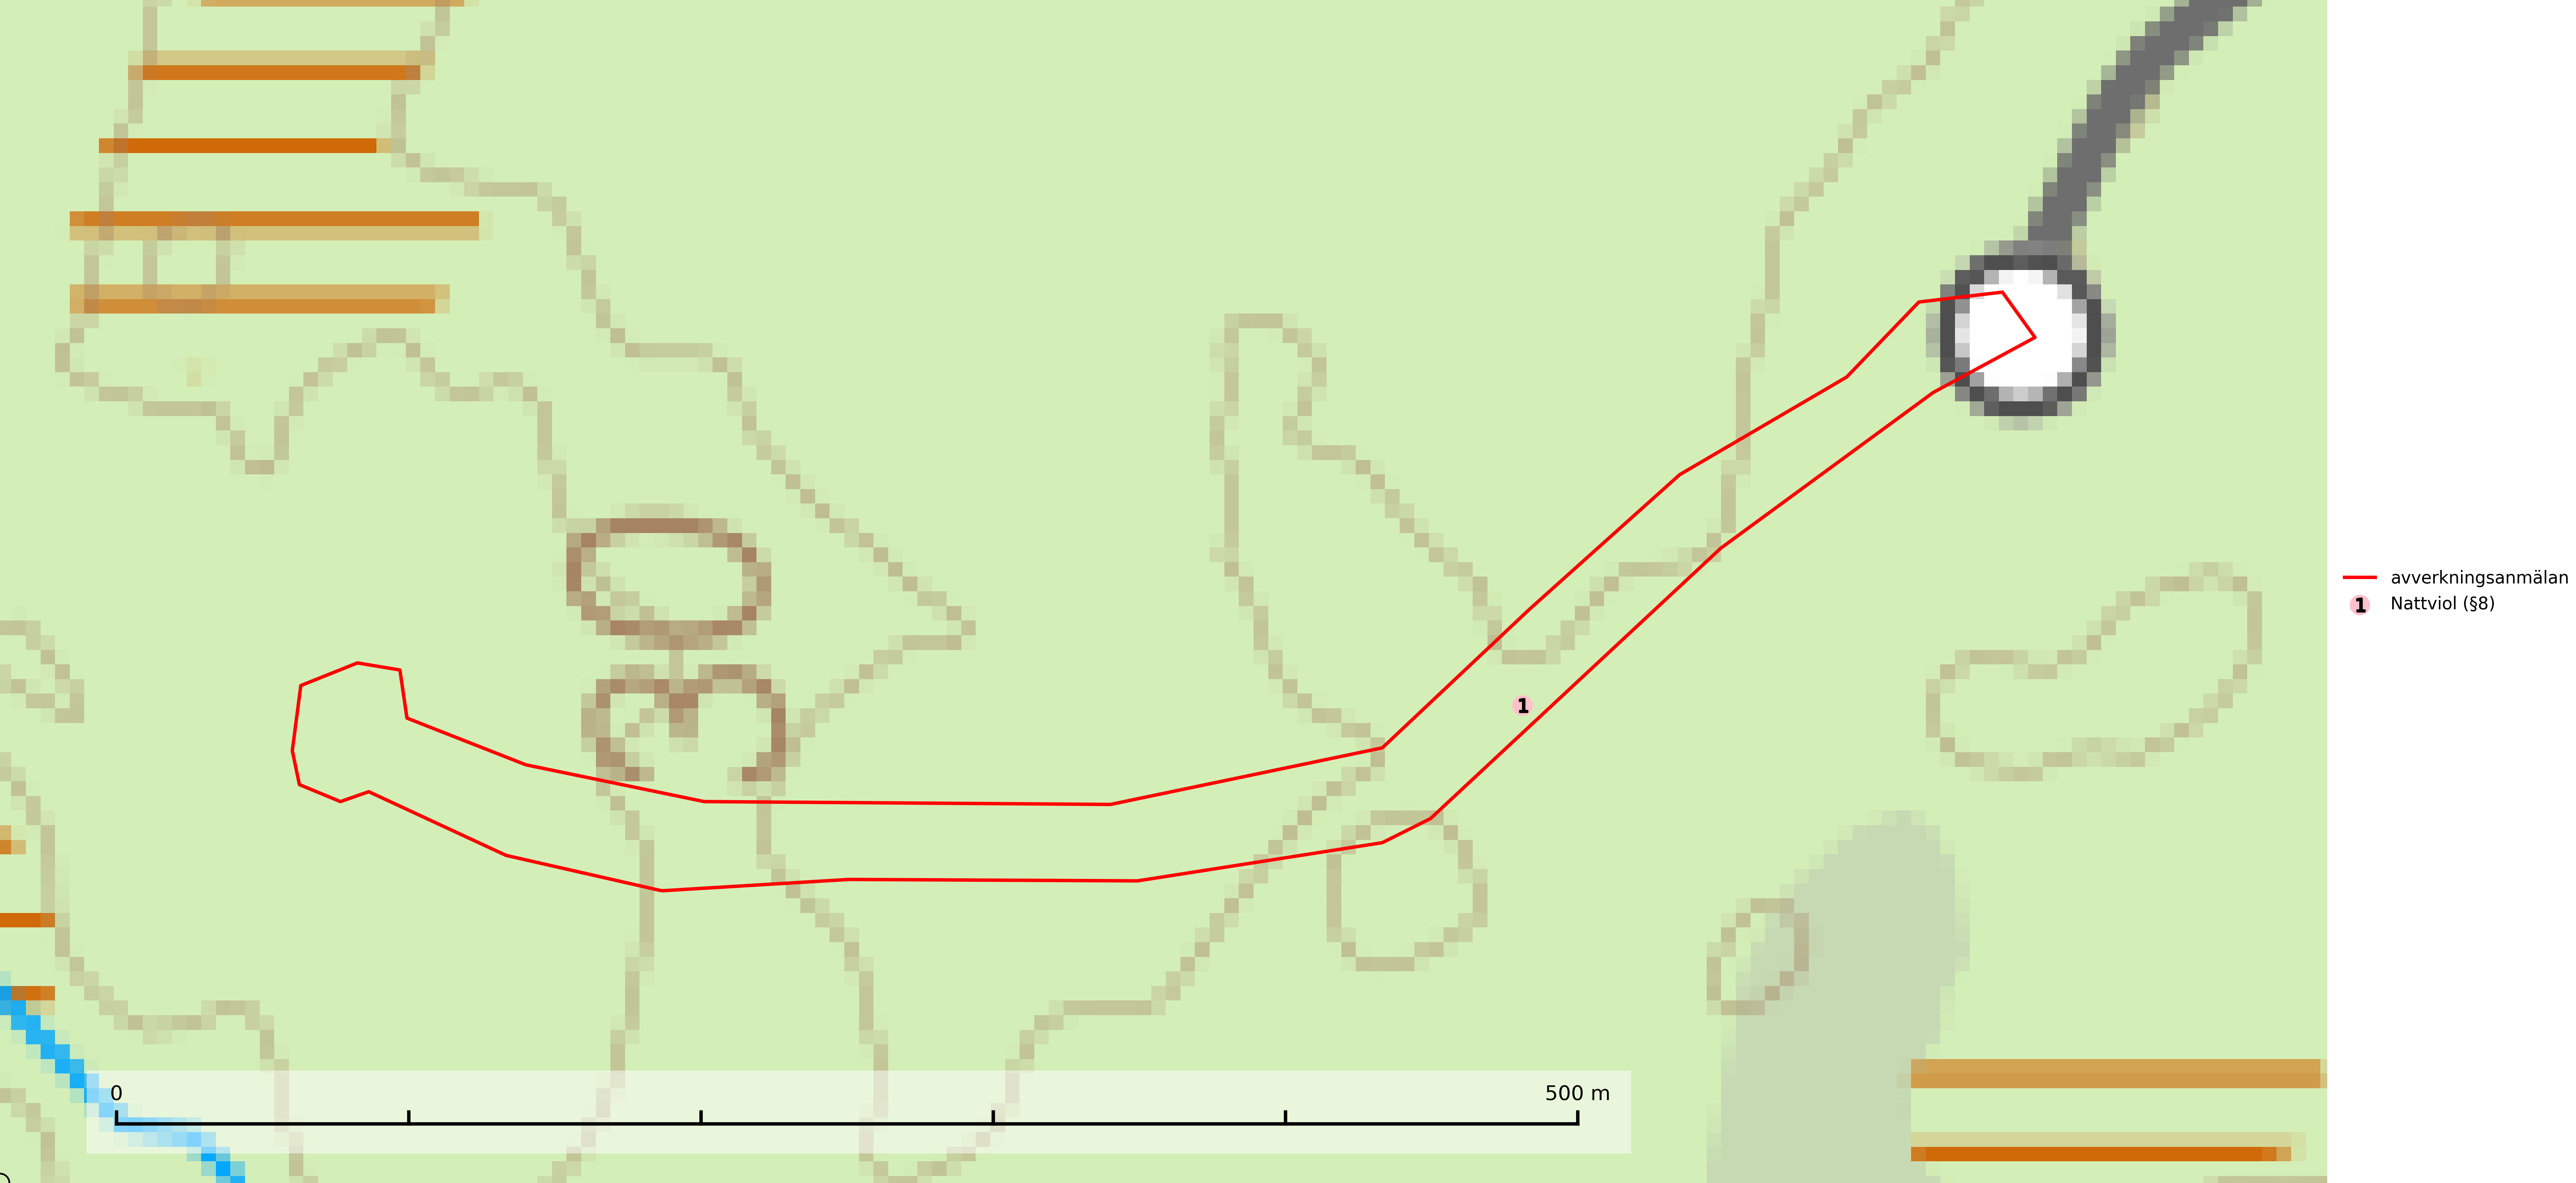 1
avverkningsanmälan
1 Nattviol (§8)
0 500 m